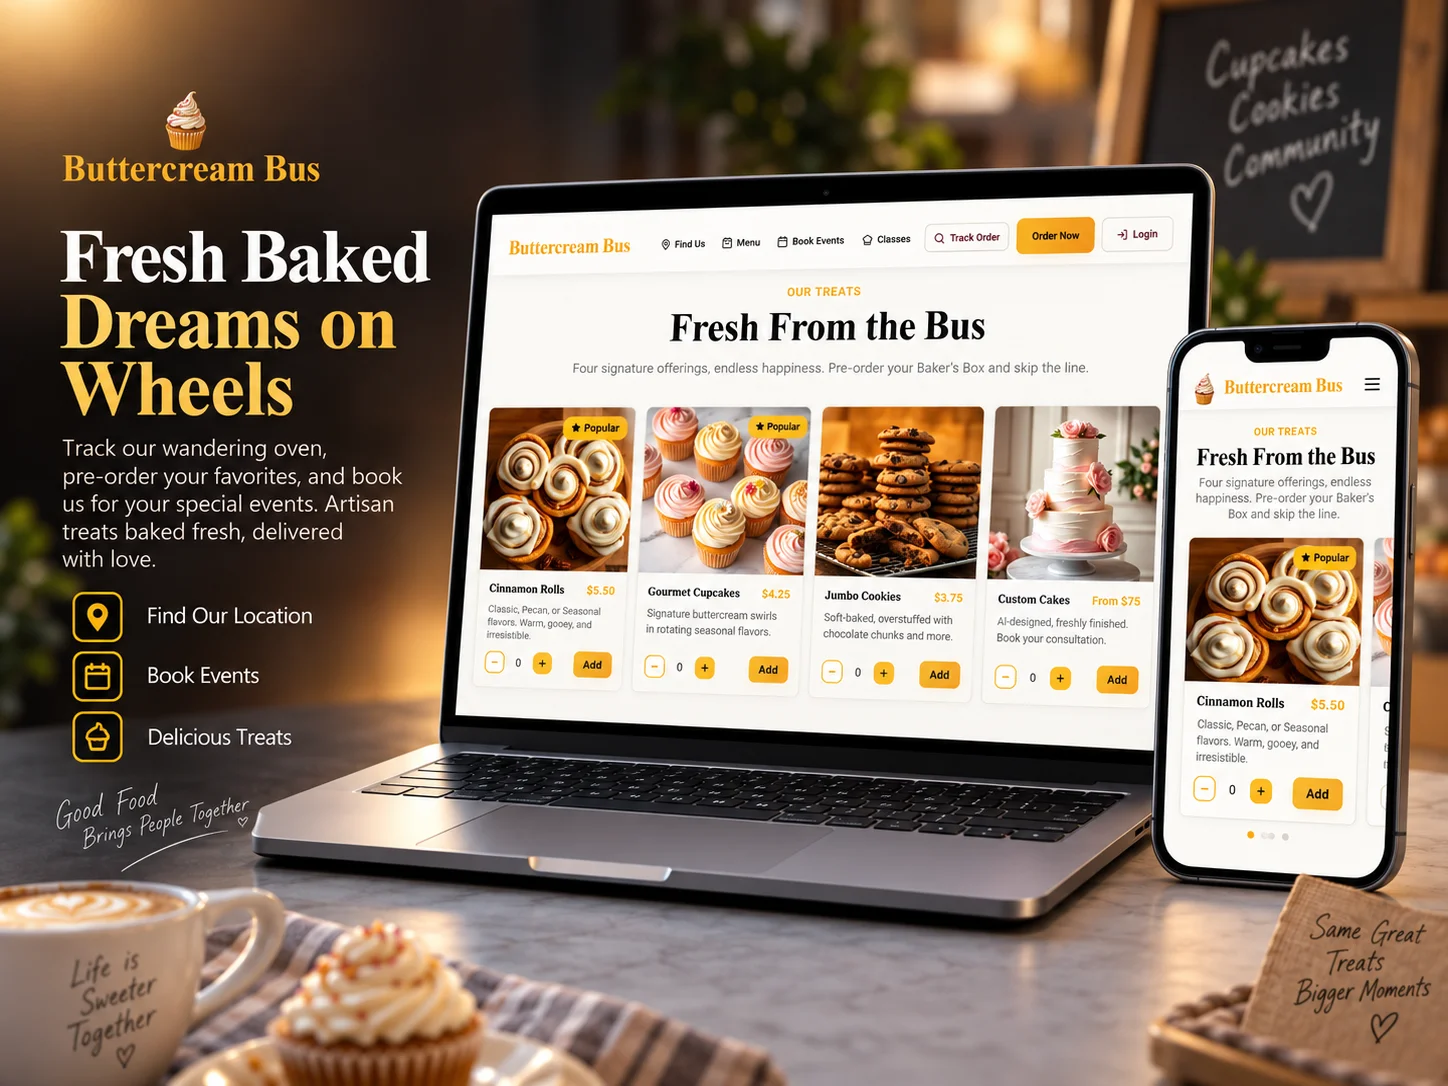 Buttercream Bus
Fresh Baked
Dreams on
Wheels
Track our wandering oven,
pre-order your favorites, and book
us for your special events. Artisan
treats baked fresh, delivered
with love.
Find Our Location
Book Events
Delicious Treats
Good Food
Brings People Together
Life is
Sweeter
Together
Cupcakes
Cookies
Community
Buttercream Bus
Find Us
Menu
Book Events
Classes
Track Order
Order Now
Login
OUR TREATS
Fresh From the Bus
Four signature offerings, endless happiness. Pre-order your Baker's Box and skip the line.
Popular
Cinnamon Rolls $5.50
Classic, Pecan, or Seasonal
flavors. Warm, gooey, and
irresistible.
− 0 + Add
Popular
Gourmet Cupcakes $4.25
Signature buttercream swirls
in rotating seasonal flavors.
− 0 + Add
Jumbo Cookies $3.75
Soft-baked, overstuffed with
chocolate chunks and more.
− 0 + Add
Custom Cakes From $75
AI-designed, freshly finished.
Book your consultation.
− 0 + Add
Buttercream Bus
OUR TREATS
Fresh From the Bus
Four signature offerings, endless
happiness. Pre-order your Baker's
Box and skip the line.
Popular
Cinnamon Rolls $5.50
Classic, Pecan, or Seasonal
flavors. Warm, gooey, and
irresistible.
− 0 + Add
Same Great
Treats
Bigger Moments